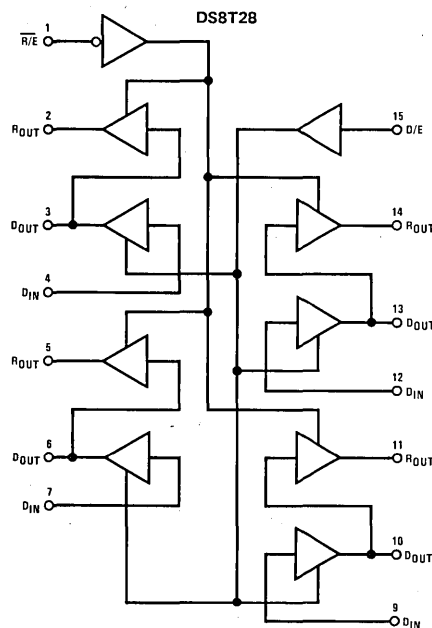 DS8T28
1
R/E
2
ROUT
15
D/E
3
DOUT
14
ROUT
4
DIN
13
DOUT
5
ROUT
12
DIN
6
DOUT
11
ROUT
7
DIN
10
DOUT
9
DIN